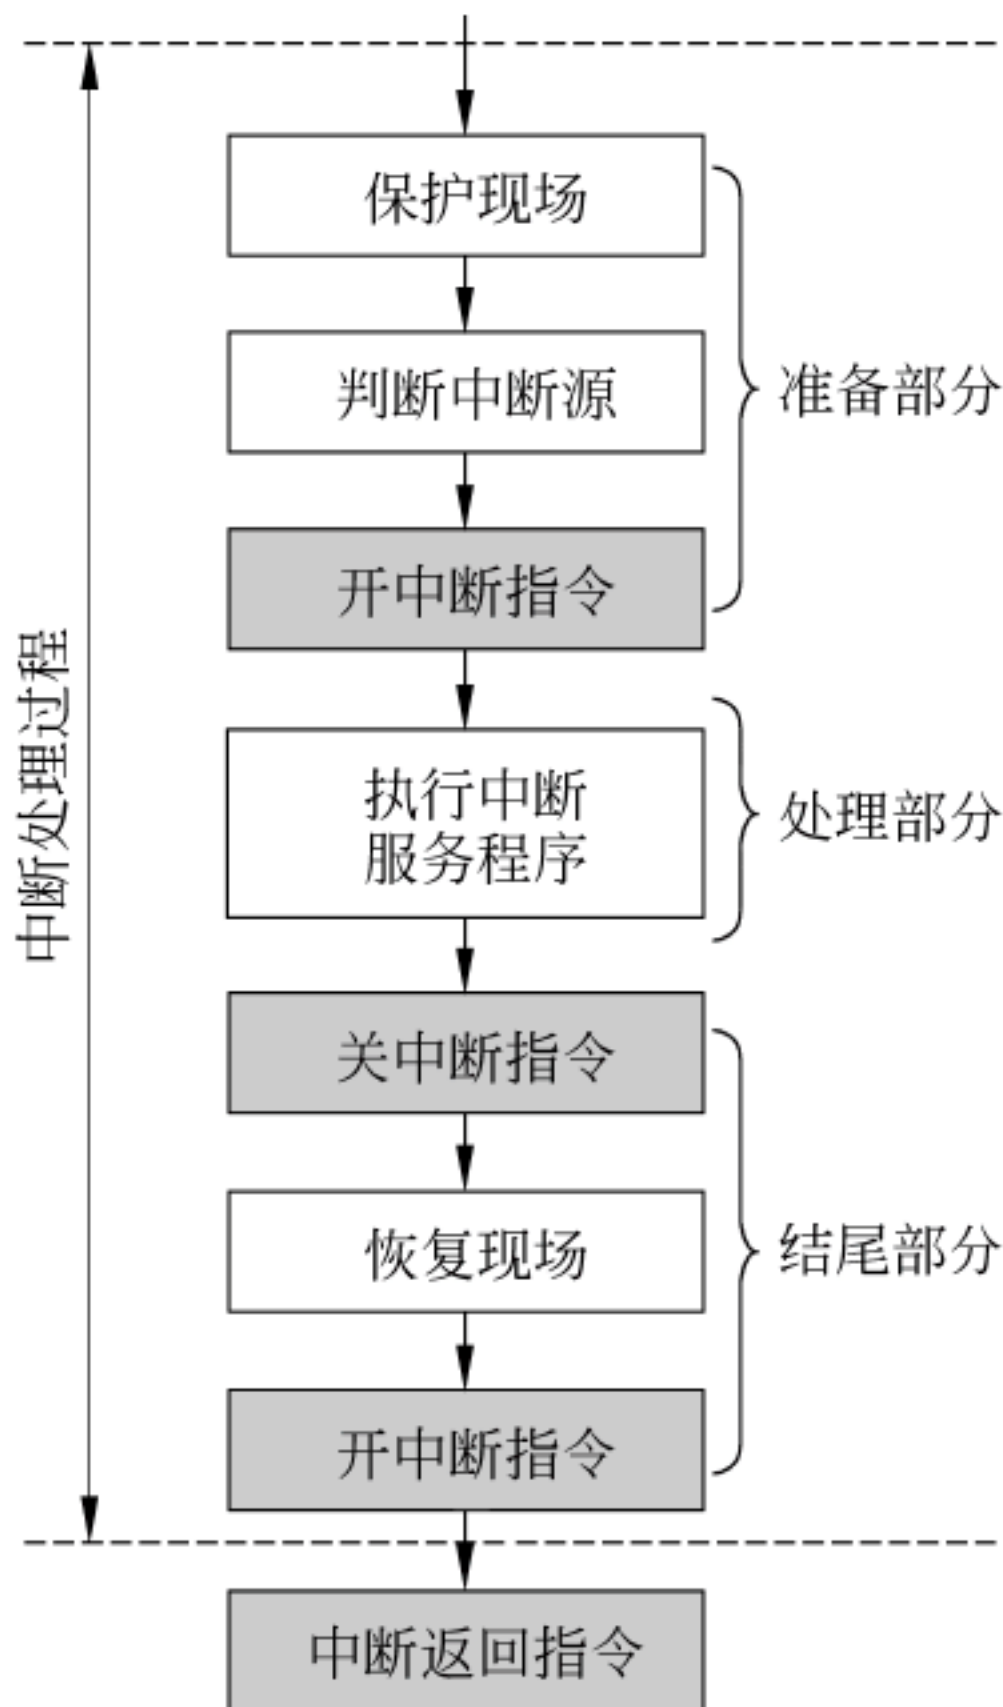 保护现场
判断中断源
准备部分
开中断指令
中断处理过程
执行中断
服务程序
处理部分
关中断指令
恢复现场
结尾部分
开中断指令
中断返回指令